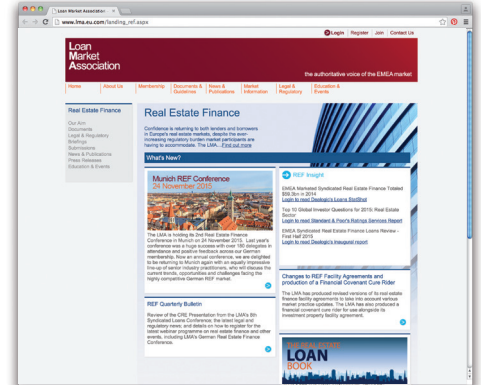 Loan Market Association
www.lma.eu.com/landing_ref.aspx
Login Register Join Contact Us
Loan
Market
Association
the authoritative voice of the EMEA market
Home About Us Membership Documents & Guidelines News & Publications Market Information Legal & Regulatory Education & Events
Real Estate Finance
Our Aim
Documents
Legal & Regulatory
Briefings
Submissions
News & Publications
Press Releases
Education & Events
Real Estate Finance
Confidence is returning to both lenders and borrowers
in Europe's real estate markets, despite the ever-
increasing regulatory burden market participants are
having to accommodate. The LMA....Find out more
What's New?
Munich REF Conference
24 November 2015
The LMA is holding its 2nd Real Estate Finance
Conference in Munich on 24 November 2015. Last year's
conference was a huge success with over 180 delegates in
attendance and positive feedback across our German
membership. Now an annual conference, we are delighted
to be returning to Munich again with an equally impressive
line-up of senior industry practitioners, who will discuss the
current trends, opportunities and challenges facing the
highly competitive German REF market.
REF Quarterly Bulletin
Review of the CRE Presentation from the LMA's 8th
Syndicated Loans Conference; the latest legal and
regulatory news; and details on how to register for the
latest webinar programme on real estate finance and other
events, including LMA's German Real Estate Finance
Conference.
REF Insight
EMEA Marketed Syndicated Real Estate Finance Totaled
$59.3bn in 2014
Login to read Dealogic's Loans StatShot
Top 10 Global Investor Questions for 2015: Real Estate
Sector
Login to read Standard & Poor's Ratings Services Report
EMEA Syndicated Real Estate Finance Loans Review -
First Half 2015
Login to read Dealogic's inaugural report
Changes to REF Facility Agreements and
production of a Financial Covenant Cure Rider
The LMA has produced revised versions of its real estate
finance facility agreements to take into account various
market practice updates. The LMA has also produced a
financial covenant cure rider for use alongside its
investment property facility agreement.
THE REAL ESTATE
LOAN
BOOK